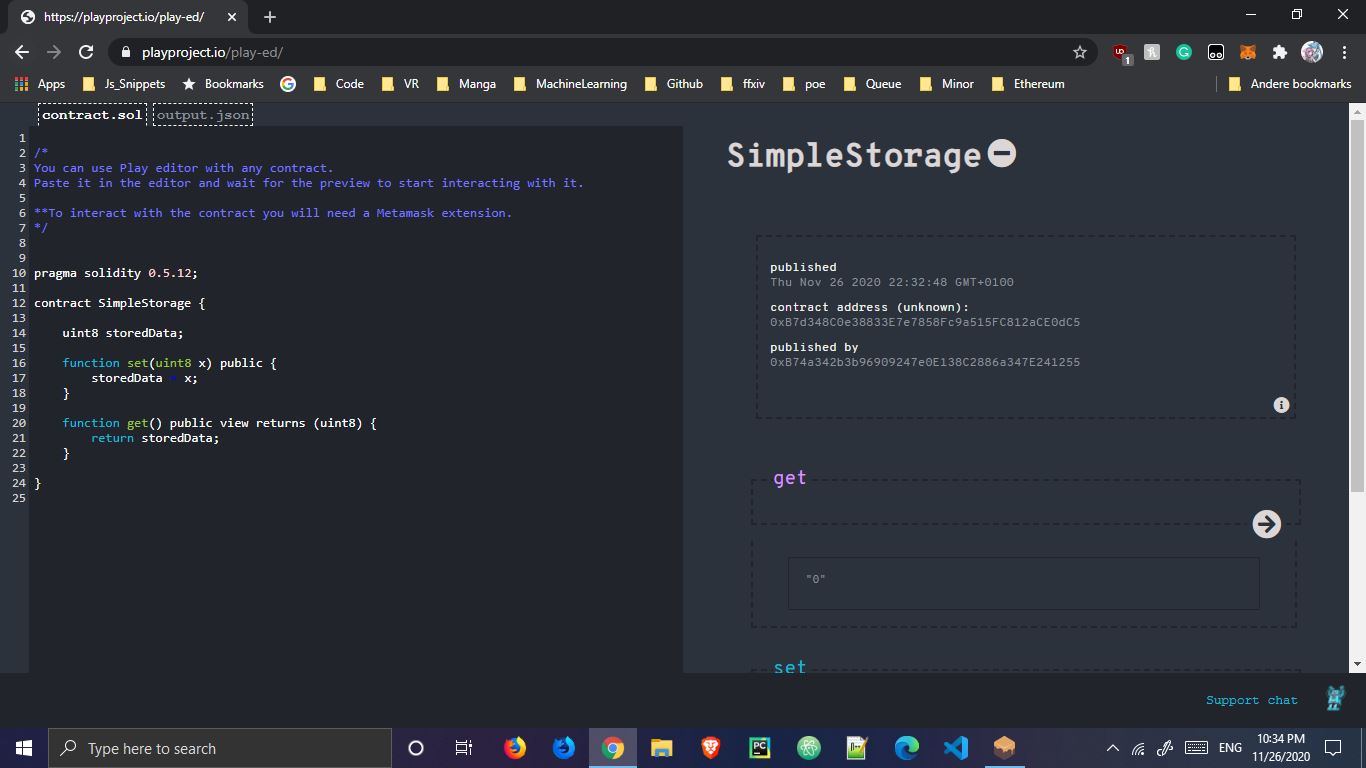 https://playproject.io/play-ed/
playproject.io/play-ed/
1
Apps Js_Snippets Bookmarks Code VR Manga MachineLearning Github ffxiv poe Queue Minor Ethereum Andere bookmarks
contract.sol output.json
1
2 /*
3 You can use Play editor with any contract.
4 Paste it in the editor and wait for the preview to start interacting with it.
5
6 **To interact with the contract you will need a Metamask extension.
7 */
8
9
10 pragma solidity 0.5.12;
11
12 contract SimpleStorage {
13
14 uint8 storedData;
15
16 function set(uint8 x) public {
17 storedData = x;
18 }
19
20 function get() public view returns (uint8) {
21 return storedData;
22 }
23
24 }
25
SimpleStorage
published
Thu Nov 26 2020 22:32:48 GMT+0100
contract address (unknown):
0xB7d348C0e38833E7e7858Fc9a515FC812aCE0dC5
published by
0xB74a342b3b96909247e0E138C2886a347E241255
get
"0"
set
Support chat
Type here to search
PC
ENG
10:34 PM
11/26/2020